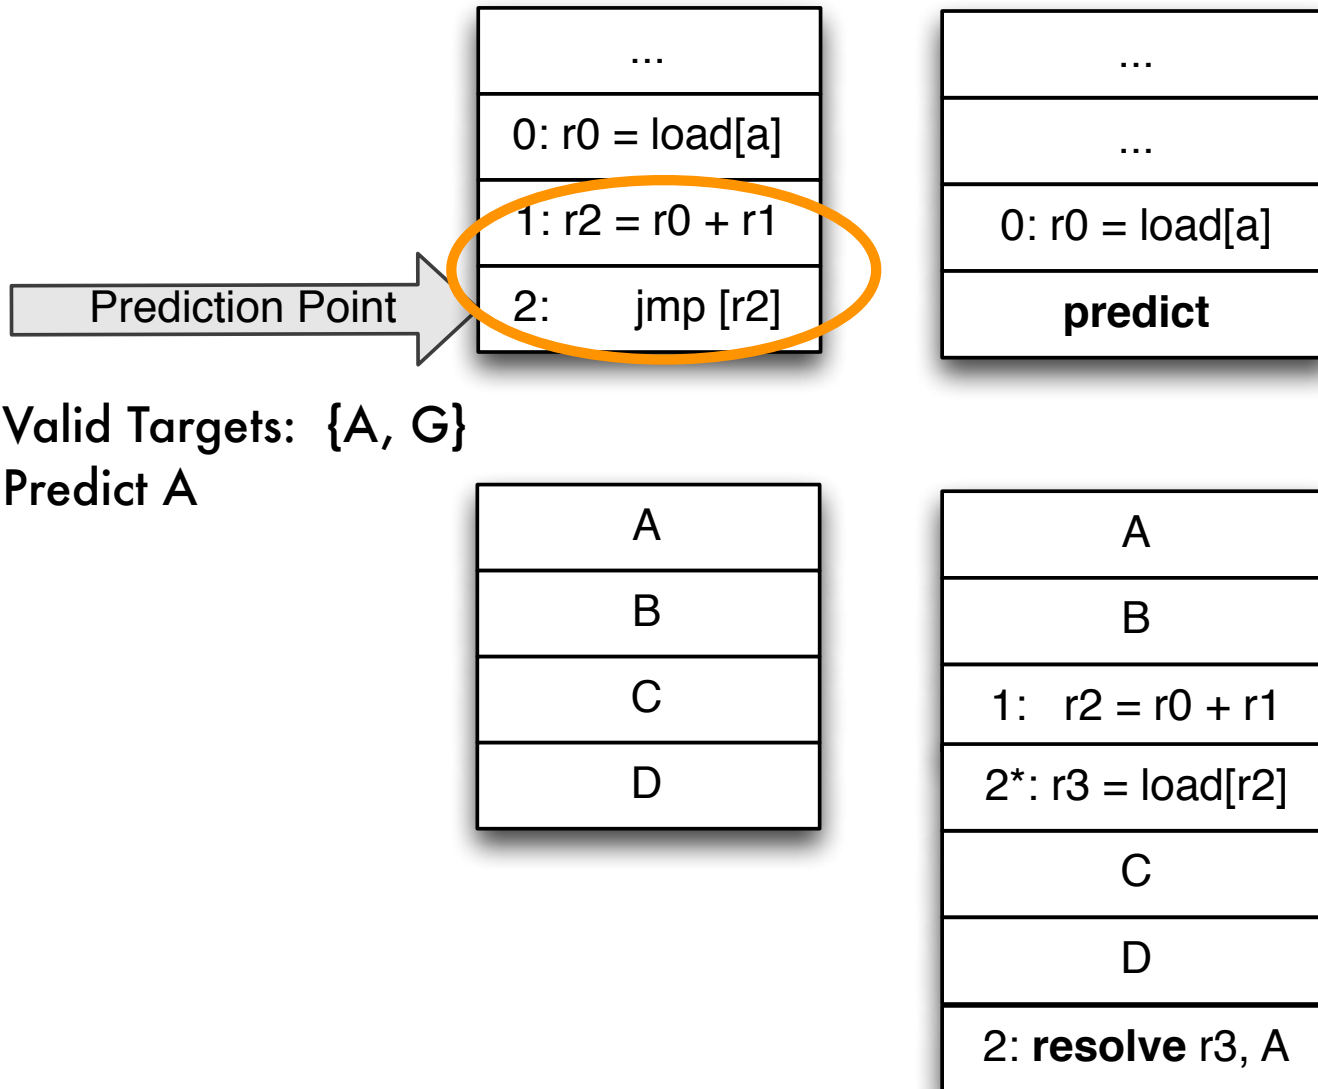 ...
0: r0 = load[a]
1: r2 = r0 + r1
2: jmp [r2]
Prediction Point
Valid Targets: {A, G}
Predict A
A
B
C
D
...
...
0: r0 = load[a]
predict
A
B
1: r2 = r0 + r1
2*: r3 = load[r2]
C
D
2: resolve r3, A